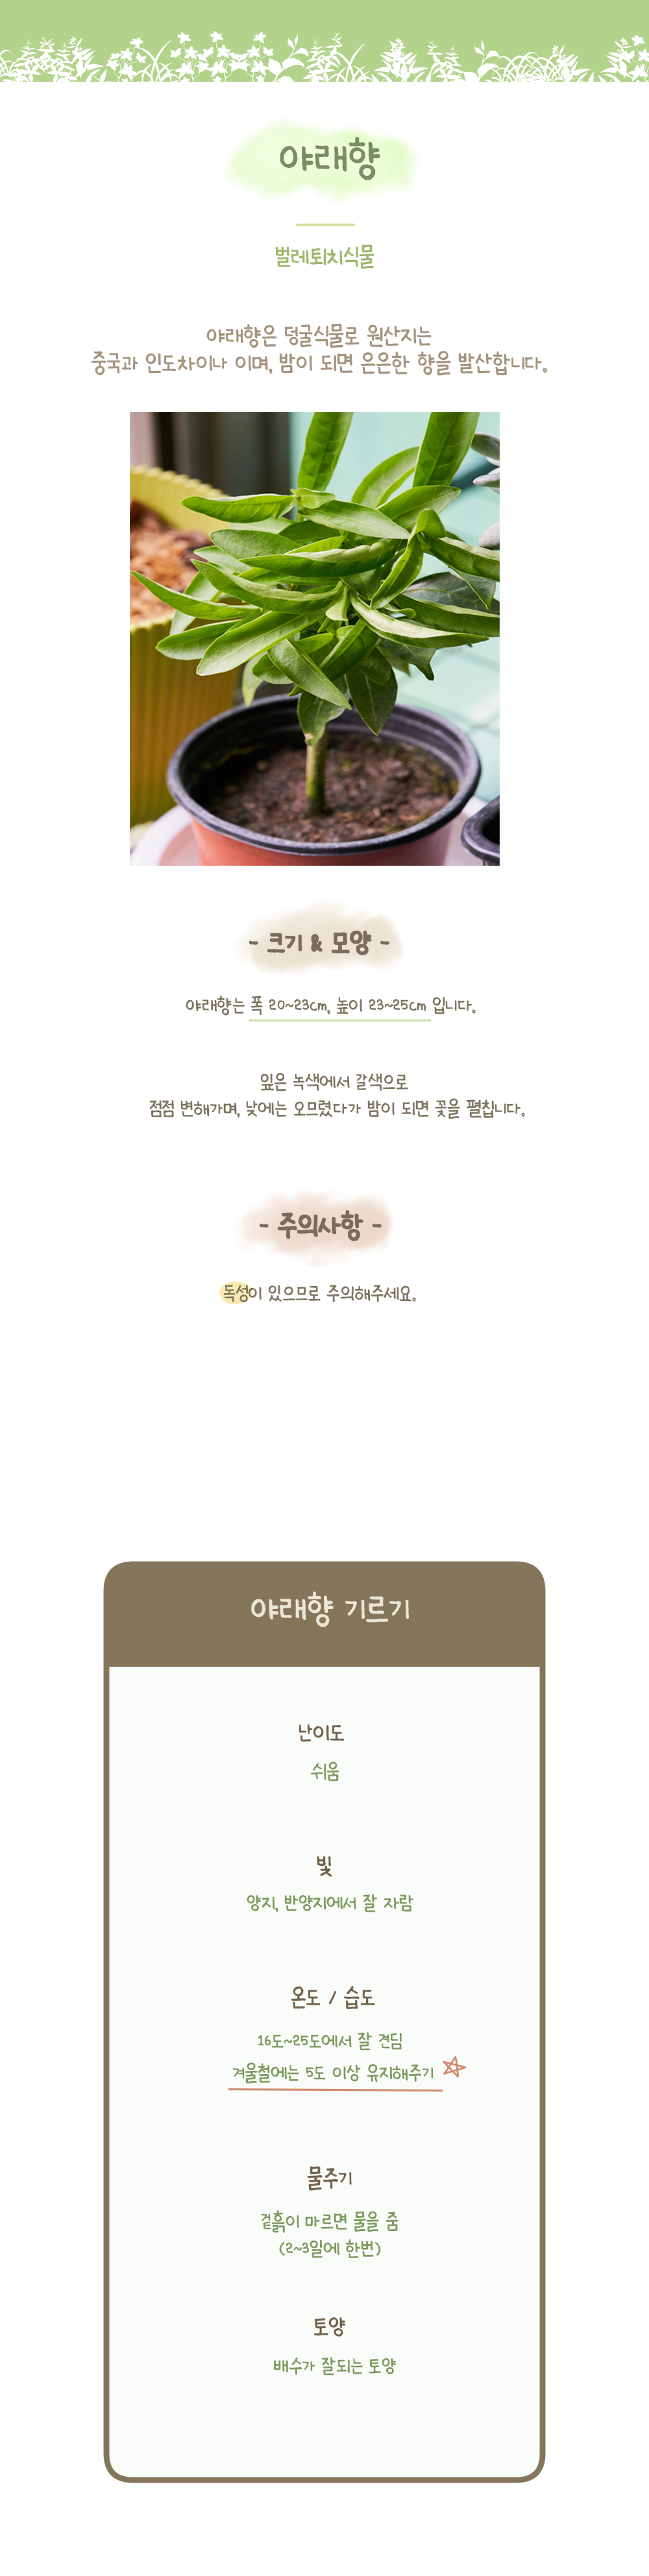 야래향
벌레퇴치식물
야래향은 덩굴식물로 원산지는
중국과 인도차이나 이며, 밤이 되면 은은한 향을 발산합니다.
- 크기 & 모양 -
야래향는 폭 20~23cm, 높이 23~25cm 입니다.
잎은 녹색에서 갈색으로
점점 변해가며, 낮에는 오므렸다가 밤이 되면 꽃을 펼칩니다.
- 주의사항 -
독성이 있으므로 주의해주세요.
야래향 기르기
난이도
쉬움
빛
양지, 반양지에서 잘 자람
온도 / 습도
16도~25도에서 잘 견딤
겨울철에는 5도 이상 유지해주기
물주기
겉흙이 마르면 물을 줌
(2~3일에 한번)
토양
배수가 잘되는 토양